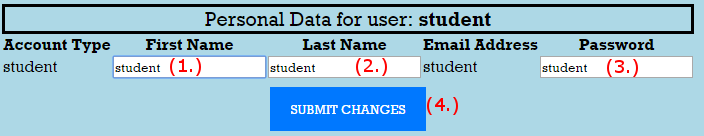 Personal Data for user: student
Account Type First Name Last Name Email Address Password
student student (1.) student (2.) student student (3.)
SUBMIT CHANGES (4.)